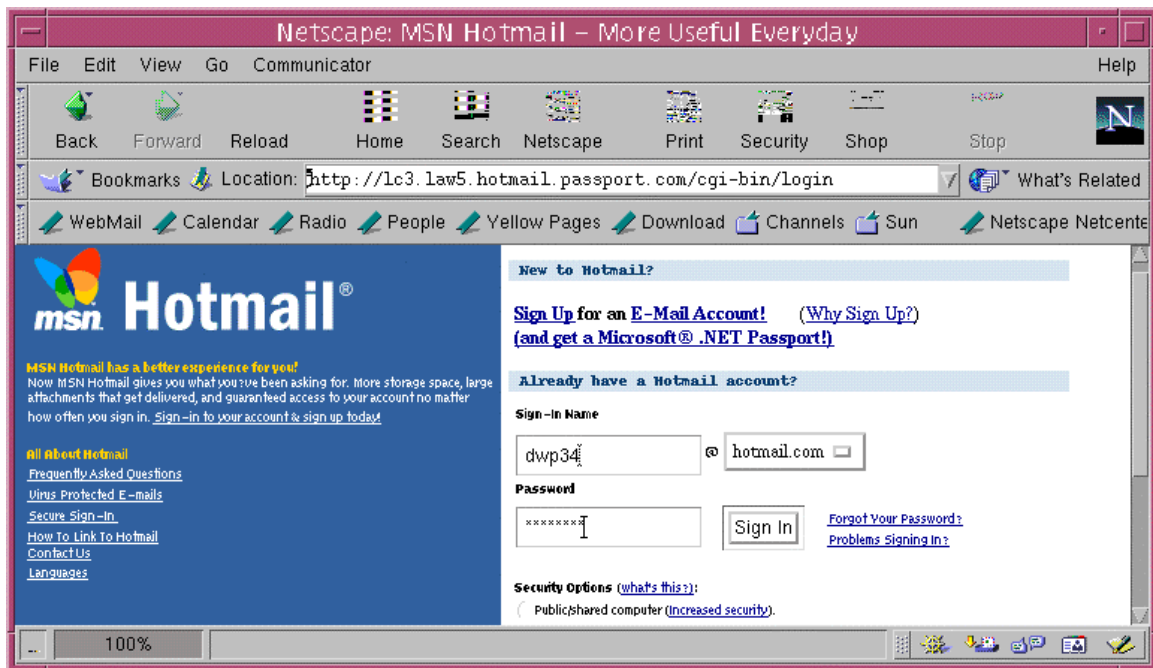 Netscape: MSN Hotmail – More Useful Everyday
File Edit View Go Communicator Help
Back Forward Reload Home Search Netscape Print Security Shop Stop
N
Bookmarks Location: http://lc3.law5.hotmail.passport.com/cgi-bin/login What's Related
WebMail Calendar Radio People Yellow Pages Download Channels Sun Netscape Netcente
msn Hotmail®
MSN Hotmail has a better experience for you!
Now MSN Hotmail gives you what you?ve been asking for. More storage space, large
attachments that get delivered, and guaranteed access to your account no matter
how often you sign in. Sign–in to your account & sign up today!
All About Hotmail
Frequently Asked Questions
Virus Protected E–mails
Secure Sign–In
How To Link To Hotmail
Contact Us
Languages
New to Hotmail?
Sign Up for an E–Mail Account! (Why Sign Up?)
(and get a Microsoft® .NET Passport!)
Already have a Hotmail account?
Sign–In Name
dwp34 @ hotmail.com
Password
******** Sign In
Forgot Your Password?
Problems Signing In?
Security Options (what's this?):
Public/shared computer (Increased security).
100%